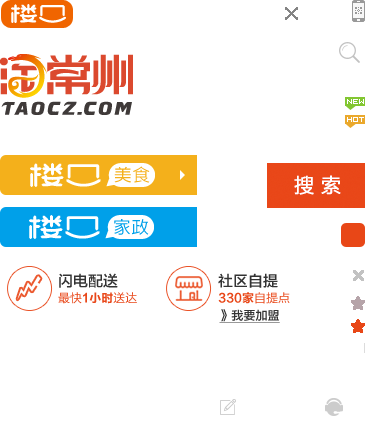 楼口
淘常州
TAOCZ.COM
NEW
HOT
楼口 美食
搜索
楼口 家政
闪电配送
最快1小时送达
社区自提
330家自提点
》我要加盟